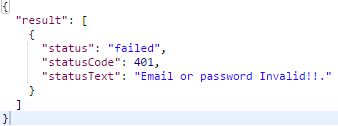 {
  "result": [
    {
      "status": "failed",
      "statusCode": 401,
      "statusText": "Email or password Invalid!!."
    }
  ]
}